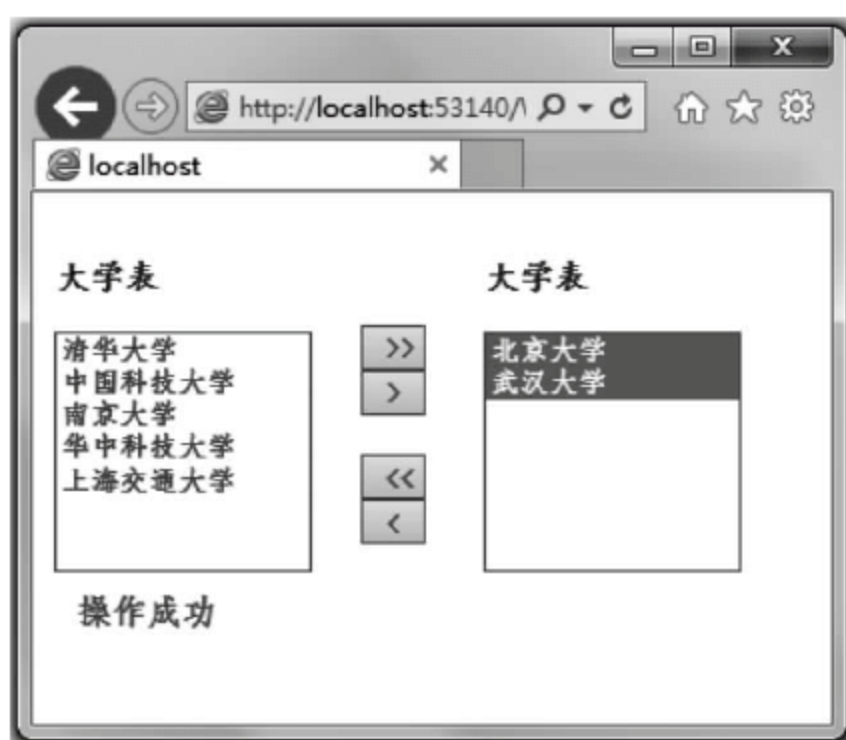 http://localhost:53140/\
localhost
大学表
大学表
清华大学
中国科技大学
南京大学
华中科技大学
上海交通大学
>>
>
<<
<
北京大学
武汉大学
操作成功